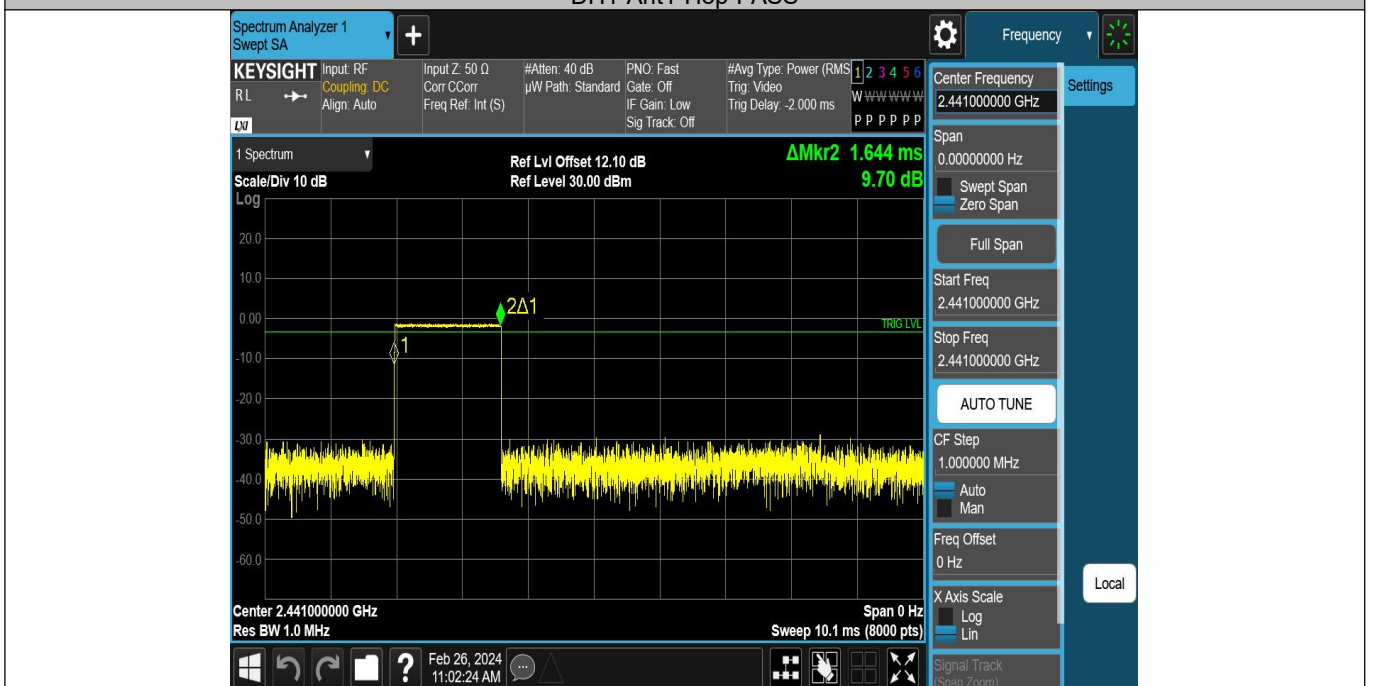 Spectrum Analyzer 1
Swept SA
Frequency
KEYSIGHT
RL
LXI
Input: RF
Coupling: DC
Align: Auto
Input Z: 50 Ω
Corr CCorr
Freq Ref: Int (S)
#Atten: 40 dB
µW Path: Standard
PNO: Fast
Gate: Off
IF Gain: Low
Sig Track: Off
#Avg Type: Power (RMS
Trig: Video
Trig Delay: -2.000 ms
1 2 3 4 5 6
W W W W W W
P P P P P P
1 Spectrum
Scale/Div 10 dB
Log
Ref Lvl Offset 12.10 dB
Ref Level 30.00 dBm
ΔMkr2 1.644 ms
9.70 dB
20.0
10.0
0.00
-10.0
-20.0
-30.0
-40.0
-50.0
-60.0
2Δ1
1
TRIG LVL
Center 2.441000000 GHz
Res BW 1.0 MHz
Span 0 Hz
Sweep 10.1 ms (8000 pts)
Feb 26, 2024
11:02:24 AM
Center Frequency
2.441000000 GHz
Settings
Span
0.00000000 Hz
Swept Span
Zero Span
Full Span
Start Freq
2.441000000 GHz
Stop Freq
2.441000000 GHz
AUTO TUNE
CF Step
1.000000 MHz
Auto
Man
Freq Offset
0 Hz
X Axis Scale
Log
Lin
Local
Signal Track
(Span Zoom)